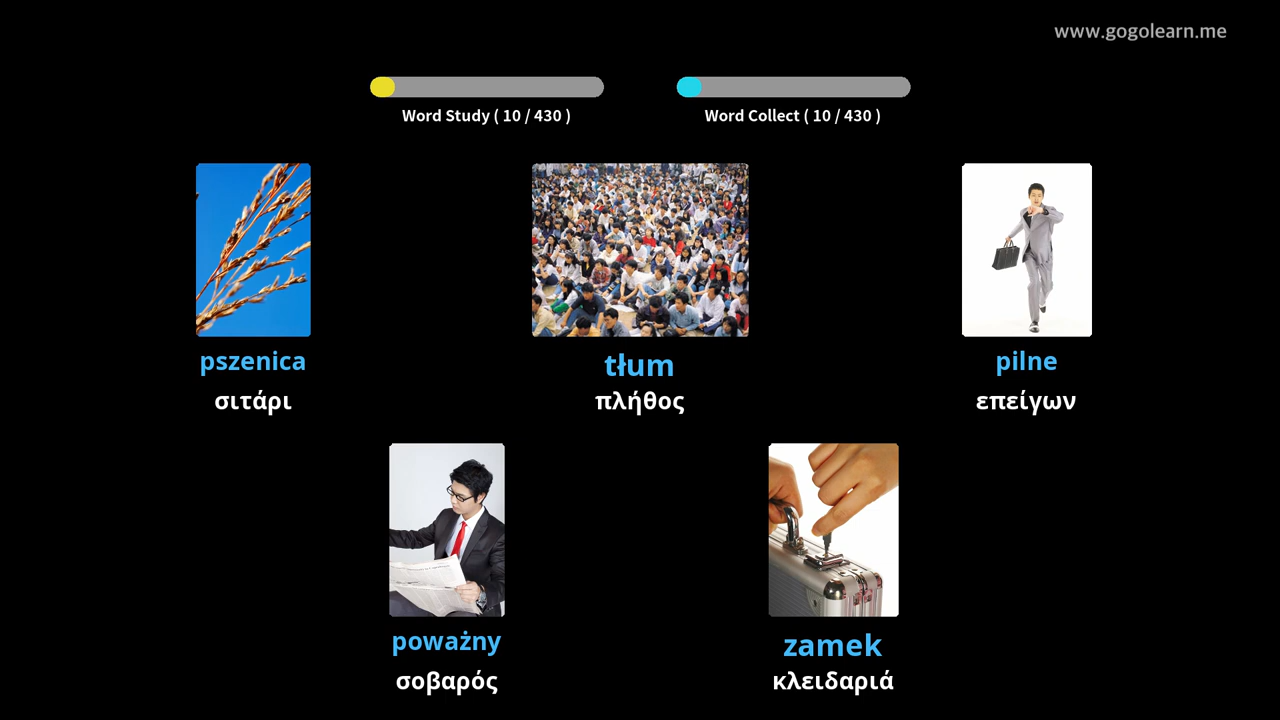 www.gogolearn.me
Word Study ( 10 / 430 )
Word Collect ( 10 / 430 )
pszenica
σιτάρι
tłum
πλήθος
pilne
επείγων
poważny
σοβαρός
zamek
κλειδαριά